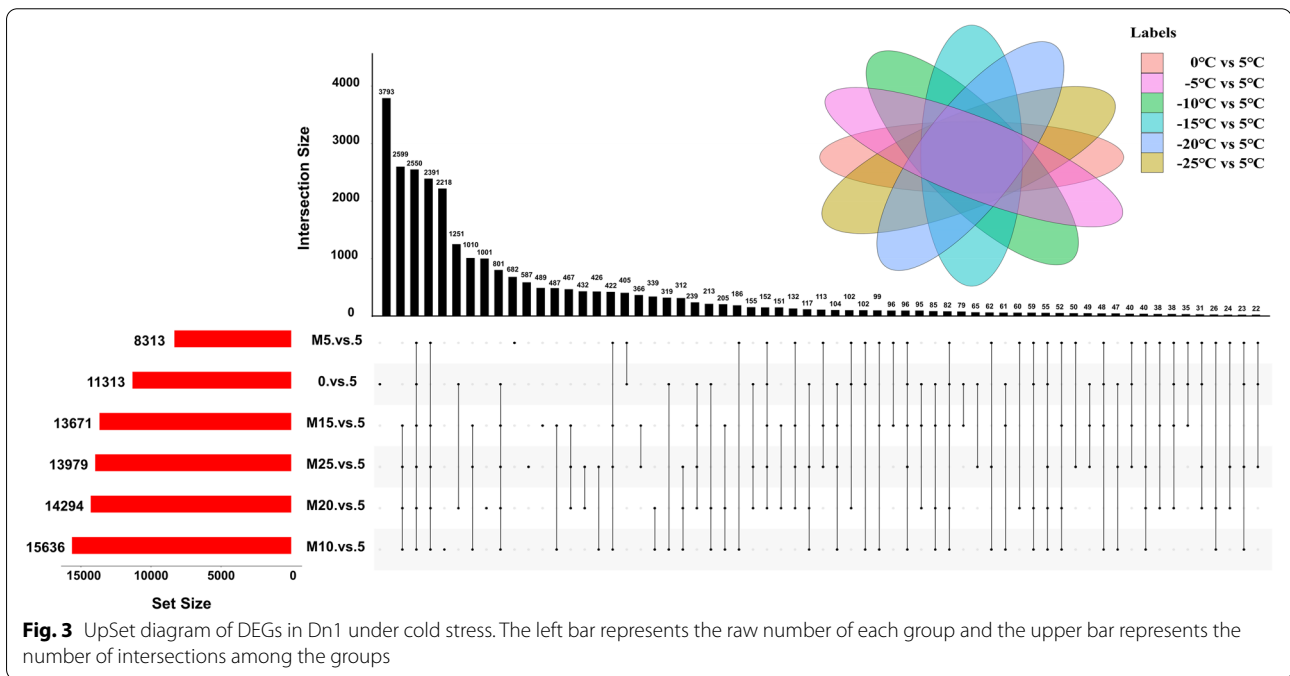 Labels
0°C vs 5°C
-5°C vs 5°C
-10°C vs 5°C
-15°C vs 5°C
-20°C vs 5°C
-25°C vs 5°C
Intersection Size
4000
3000
2000
1000
0
3793 2599 2550 2391 2218 1251 1010 1001 801 682 587 489 487 467 432 426 422 405 366 339 319 312 239 213 205 186 155 152 151 132 117 113 104 102 102 99 96 96 95 85 82 79 65 62 61 60 59 55 52 50 49 48 47 40 40 38 38 35 31 26 24 23 22
8313 M5.vs.5
11313 0.vs.5
13671 M15.vs.5
13979 M25.vs.5
14294 M20.vs.5
15636 M10.vs.5
15000 10000 5000 0
Set Size
Fig. 3 UpSet diagram of DEGs in Dn1 under cold stress. The left bar represents the raw number of each group and the upper bar represents the
number of intersections among the groups